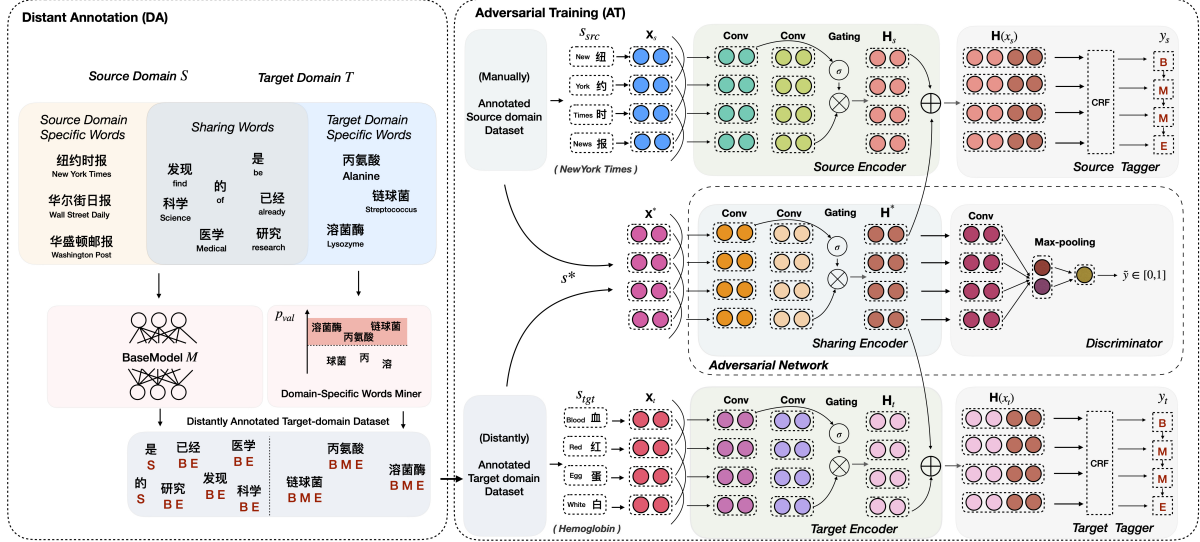 Distant Annotation (DA)
Source Domain S
Target Domain T
Source Domain
Specific Words
Sharing Words
Target Domain
Specific Words
纽约时报
New York Times
华尔街日报
Wall Street Daily
华盛顿邮报
Washington Post
发现
find
是
be
的
of
科学
Science
已经
already
医学
Medical
研究
research
丙氨酸
Alanine
链球菌
Streptococcus
溶菌酶
Lysozyme
BaseModel M
p_val
溶菌酶
链球菌
丙氨酸
球菌
丙
溶
Domain-Specific Words Miner
Distantly Annotated Target-domain Dataset
是
S
已经
B E
医学
B E
的
S
研究
B E
发现
B E
科学
B E
丙氨酸
B M E
链球菌
B M E
溶菌酶
B M E
Adversarial Training (AT)
(Manually)
Annotated
Source domain
Dataset
s_src
New 纽
York 约
Times 时
News 报
( NewYork Times )
X_s
Conv
Conv
Gating
σ
H_s
Source Encoder
H(x_s)
CRF
y_s
B
M
M
E
Source Tagger
s*
X*
Conv
Conv
Gating
σ
H*
Sharing Encoder
Conv
Max-pooling
ỹ ∈ [0,1]
Discriminator
Adversarial Network
(Distantly)
Annotated
Target domain
Dataset
s_tgt
Blood 血
Red 红
Egg 蛋
White 白
( Hemoglobin )
X_t
Conv
Conv
Gating
σ
H_t
Target Encoder
H(x_t)
CRF
y_t
B
M
M
E
Target Tagger